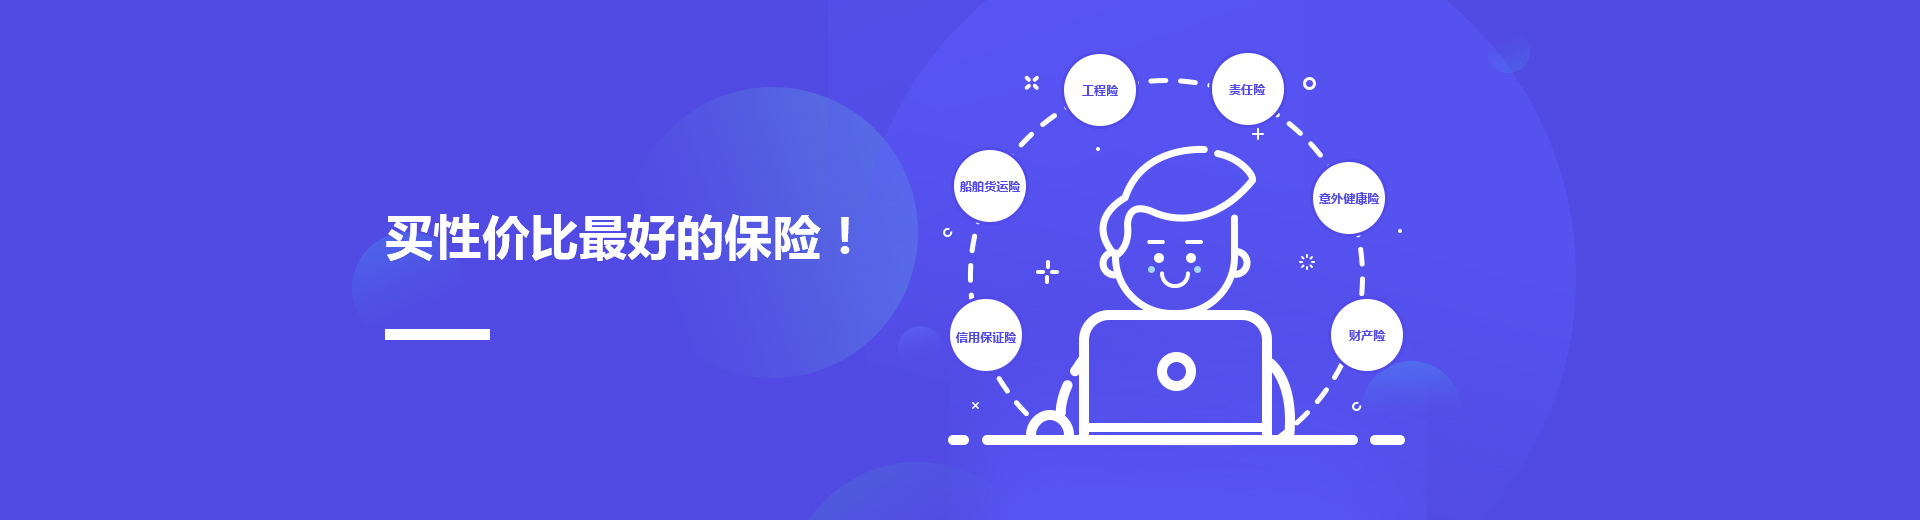 买性价比最好的保险！
工程险
责任险
船舶货运险
意外健康险
信用保证险
财产险